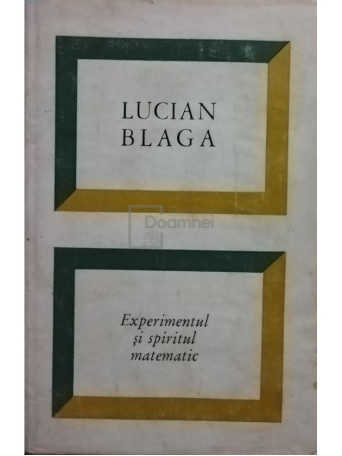 LUCIAN
BLAGA
Doamnei
Experimentul
și spiritul
matematic